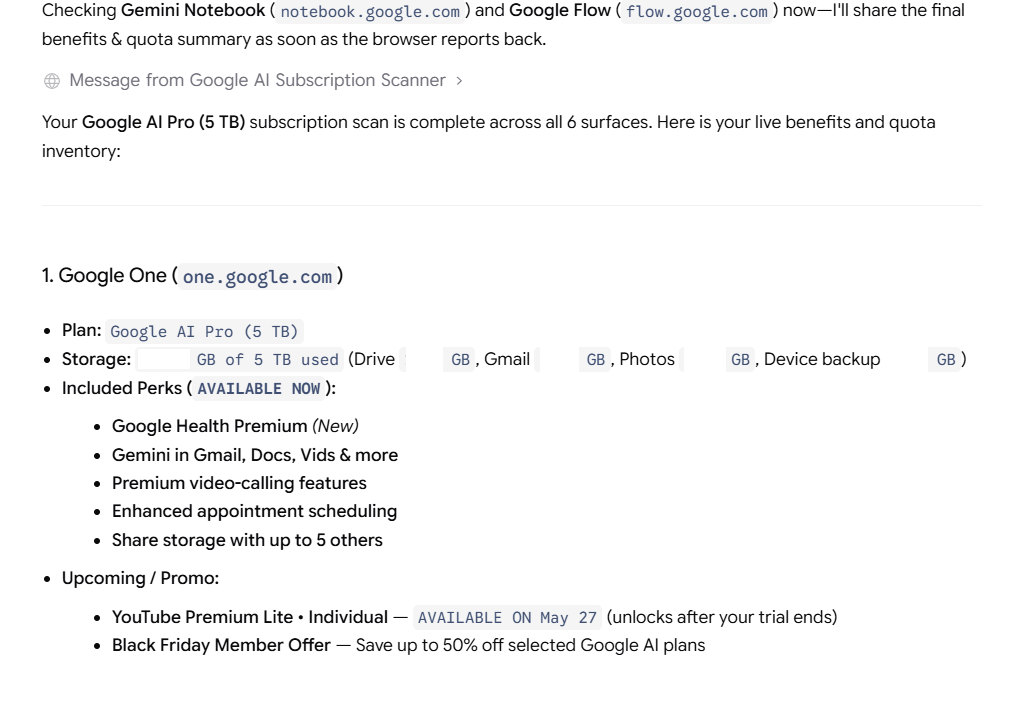 Checking Gemini Notebook ( notebook.google.com ) and Google Flow ( flow.google.com ) now—I'll share the final
benefits & quota summary as soon as the browser reports back.
Message from Google AI Subscription Scanner >
Your Google AI Pro (5 TB) subscription scan is complete across all 6 surfaces. Here is your live benefits and quota
inventory:
1. Google One ( one.google.com )
• Plan: Google AI Pro (5 TB)
• Storage: GB of 5 TB used (Drive GB , Gmail GB , Photos GB , Device backup GB )
• Included Perks ( AVAILABLE NOW ):
• Google Health Premium (New)
• Gemini in Gmail, Docs, Vids & more
• Premium video-calling features
• Enhanced appointment scheduling
• Share storage with up to 5 others
• Upcoming / Promo:
• YouTube Premium Lite • Individual — AVAILABLE ON May 27 (unlocks after your trial ends)
• Black Friday Member Offer — Save up to 50% off selected Google AI plans